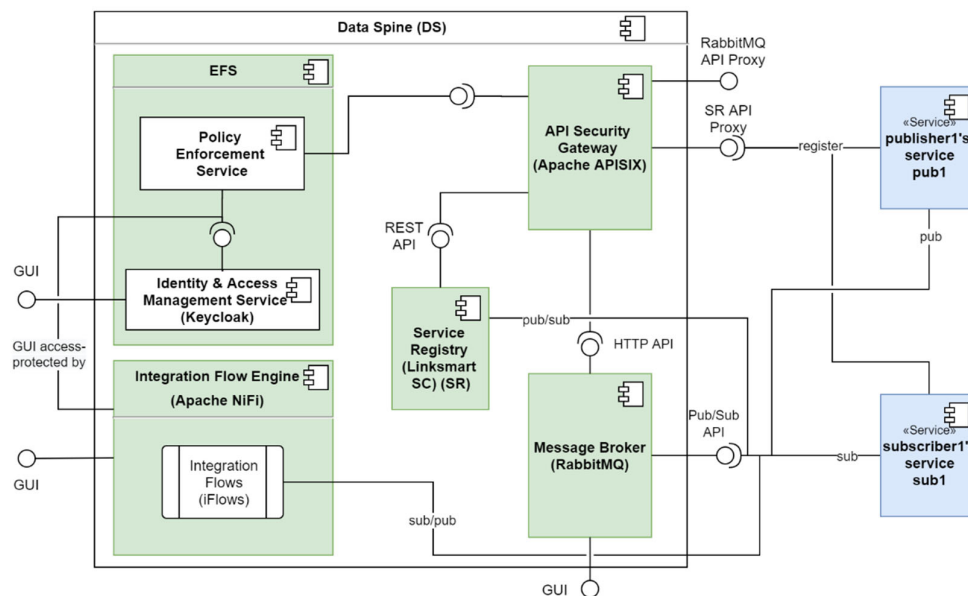 Data Spine (DS)
EFS
Policy
Enforcement
Service
Identity & Access
Management Service
(Keycloak)
GUI
GUI access-
protected by
Integration Flow Engine
(Apache NiFi)
Integration
Flows
(iFlows)
GUI
sub/pub
API Security
Gateway
(Apache APISIX)
REST
API
Service
Registry
(Linksmart
SC) (SR)
pub/sub
HTTP API
Message Broker
(RabbitMQ)
GUI
RabbitMQ
API Proxy
SR API
Proxy
register
Pub/Sub
API
«Service»
publisher1's
service
pub1
pub
«Service»
subscriber1'
service
sub1
sub